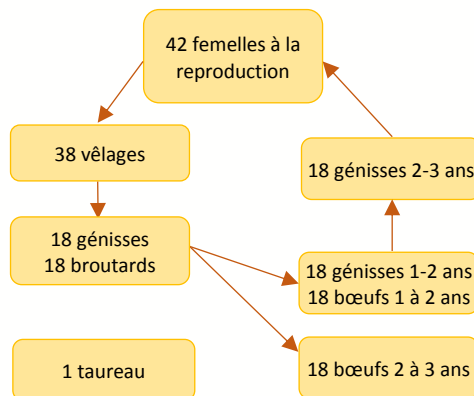 42 femelles à la
reproduction
38 vêlages
18 génisses 2-3 ans
18 génisses
18 broutards
18 génisses 1-2 ans
18 bœufs 1 à 2 ans
1 taureau
18 bœufs 2 à 3 ans